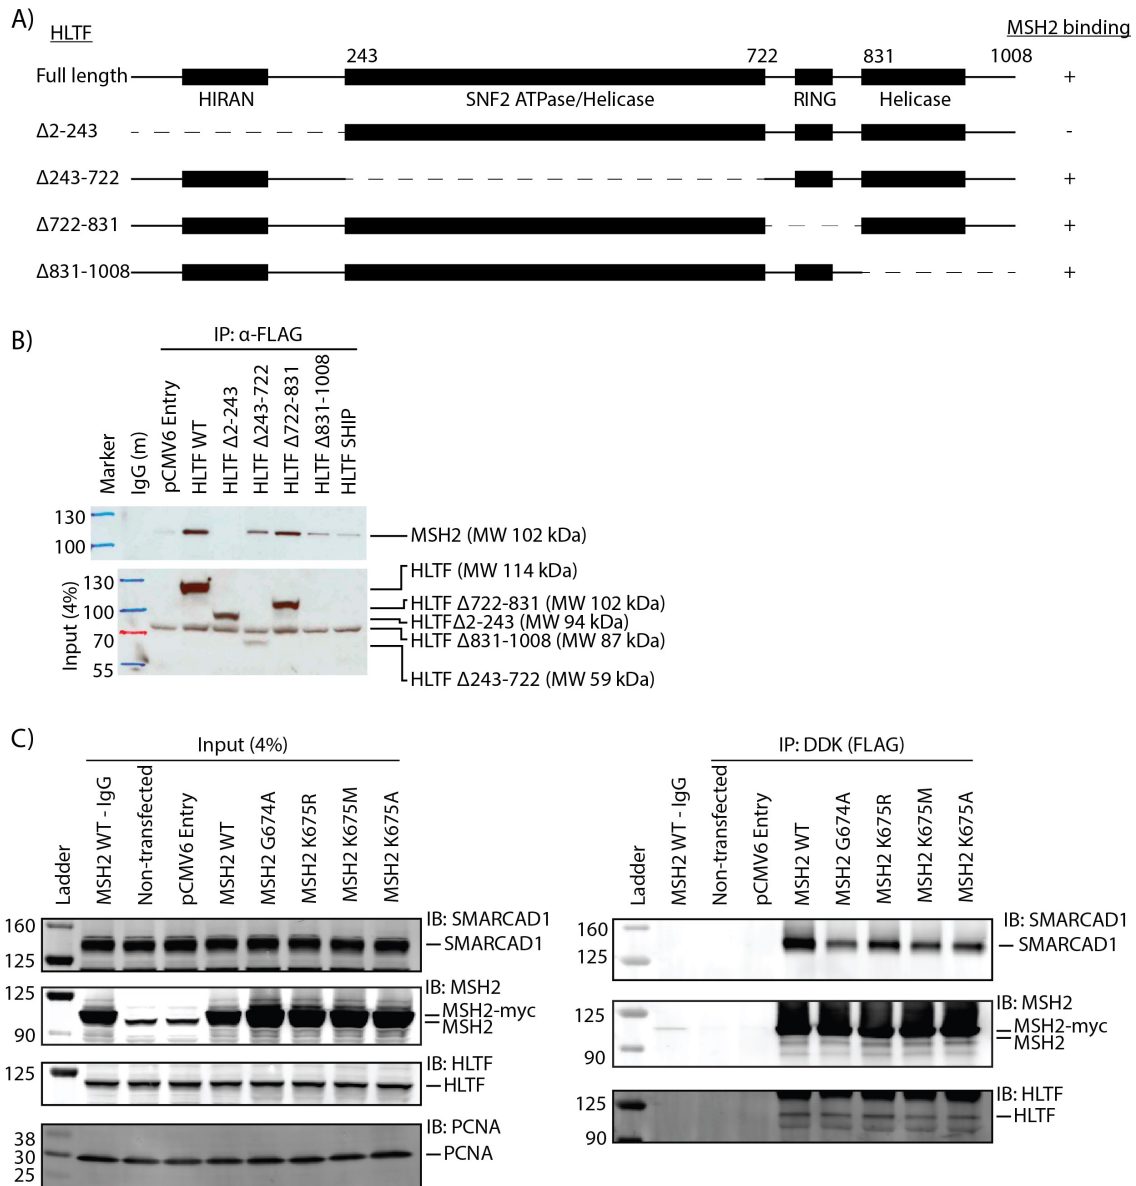 A)
HLTF
MSH2 binding
243 722 831 1008
Full length +
HIRAN SNF2 ATPase/Helicase RING Helicase
Δ2-243 -
Δ243-722 +
Δ722-831 +
Δ831-1008 +
B)
IP: α-FLAG
Marker
IgG (m)
pCMV6 Entry
HLTF WT
HLTF Δ2-243
HLTF Δ243-722
HLTF Δ722-831
HLTF Δ831-1008
HLTF SHIP
130
100
MSH2 (MW 102 kDa)
Input (4%)
130
100
70
55
HLTF (MW 114 kDa)
HLTF Δ722-831 (MW 102 kDa)
HLTFΔ2-243 (MW 94 kDa)
HLTF Δ831-1008 (MW 87 kDa)
HLTF Δ243-722 (MW 59 kDa)
C)
Input (4%)
Ladder
MSH2 WT - IgG
Non-transfected
pCMV6 Entry
MSH2 WT
MSH2 G674A
MSH2 K675R
MSH2 K675M
MSH2 K675A
160
125
IB: SMARCAD1
SMARCAD1
125
90
IB: MSH2
MSH2-myc
MSH2
125
IB: HLTF
HLTF
38
30
25
IB: PCNA
PCNA
IP: DDK (FLAG)
Ladder
MSH2 WT - IgG
Non-transfected
pCMV6 Entry
MSH2 WT
MSH2 G674A
MSH2 K675R
MSH2 K675M
MSH2 K675A
160
125
IB: SMARCAD1
SMARCAD1
125
90
IB: MSH2
MSH2-myc
MSH2
125
90
IB: HLTF
HLTF